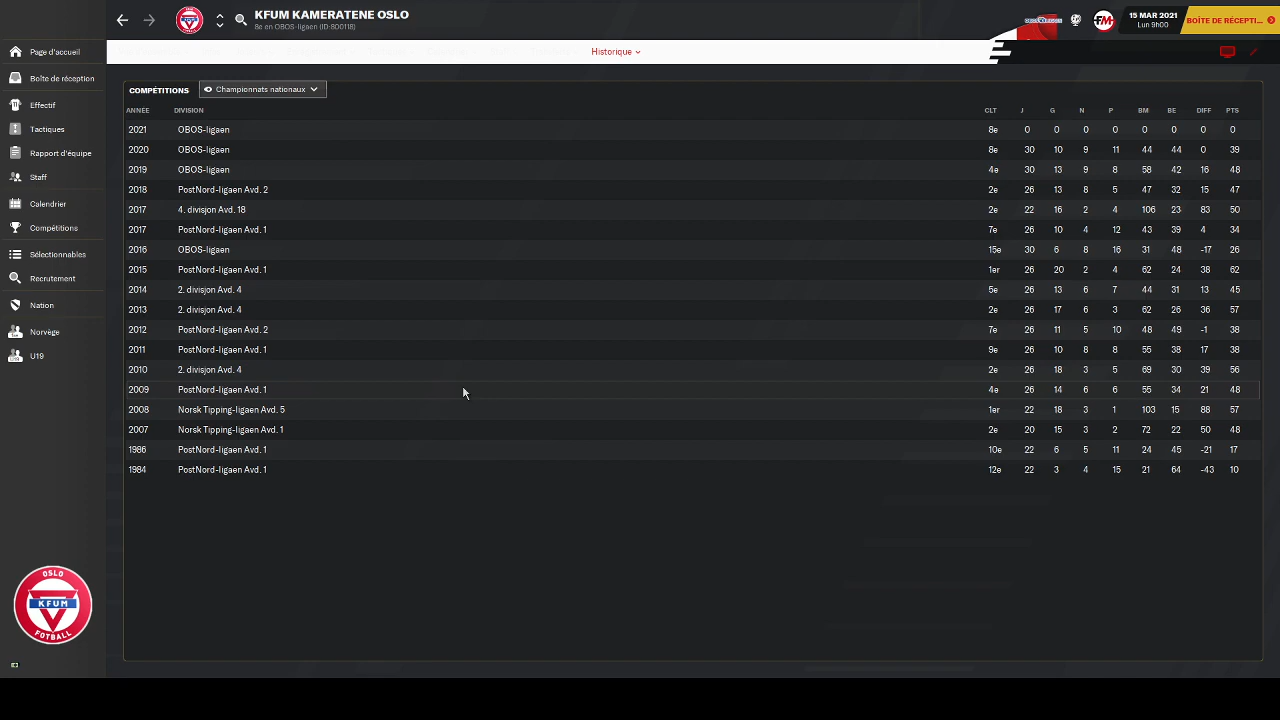 KFUM KAMERATENE OSLO
8e en OBOS-ligaen (ID:800118)
15 MAR 2021
Lun 9h00
BOÎTE DE RÉCEPTI...
Historique
Page d'accueil
Boîte de réception
Effectif
Tactiques
Rapport d'équipe
Staff
Calendrier
Compétitions
Sélectionnables
Recrutement
Nation
Norvège
U19
COMPÉTITIONS Championnats nationaux
ANNÉE DIVISION CLT J G N P BM BE DIFF PTS
2021 OBOS-ligaen 8e 0 0 0 0 0 0 0 0
2020 OBOS-ligaen 8e 30 10 9 11 44 44 0 39
2019 OBOS-ligaen 4e 30 13 9 8 58 42 16 48
2018 PostNord-ligaen Avd. 2 2e 26 13 8 5 47 32 15 47
2017 4. divisjon Avd. 18 2e 22 16 2 4 106 23 83 50
2017 PostNord-ligaen Avd. 1 7e 26 10 4 12 43 39 4 34
2016 OBOS-ligaen 15e 30 6 8 16 31 48 -17 26
2015 PostNord-ligaen Avd. 1 1er 26 20 2 4 62 24 38 62
2014 2. divisjon Avd. 4 5e 26 13 6 7 44 31 13 45
2013 2. divisjon Avd. 4 2e 26 17 6 3 62 26 36 57
2012 PostNord-ligaen Avd. 2 7e 26 11 5 10 48 49 -1 38
2011 PostNord-ligaen Avd. 1 9e 26 10 8 8 55 38 17 38
2010 2. divisjon Avd. 4 2e 26 18 3 5 69 30 39 56
2009 PostNord-ligaen Avd. 1 4e 26 14 6 6 55 34 21 48
2008 Norsk Tipping-ligaen Avd. 5 1er 22 18 3 1 103 15 88 57
2007 Norsk Tipping-ligaen Avd. 1 2e 20 15 3 2 72 22 50 48
1986 PostNord-ligaen Avd. 1 10e 22 6 5 11 24 45 -21 17
1984 PostNord-ligaen Avd. 1 12e 22 3 4 15 21 64 -43 10
OSLO
KFUM
FOTBALL